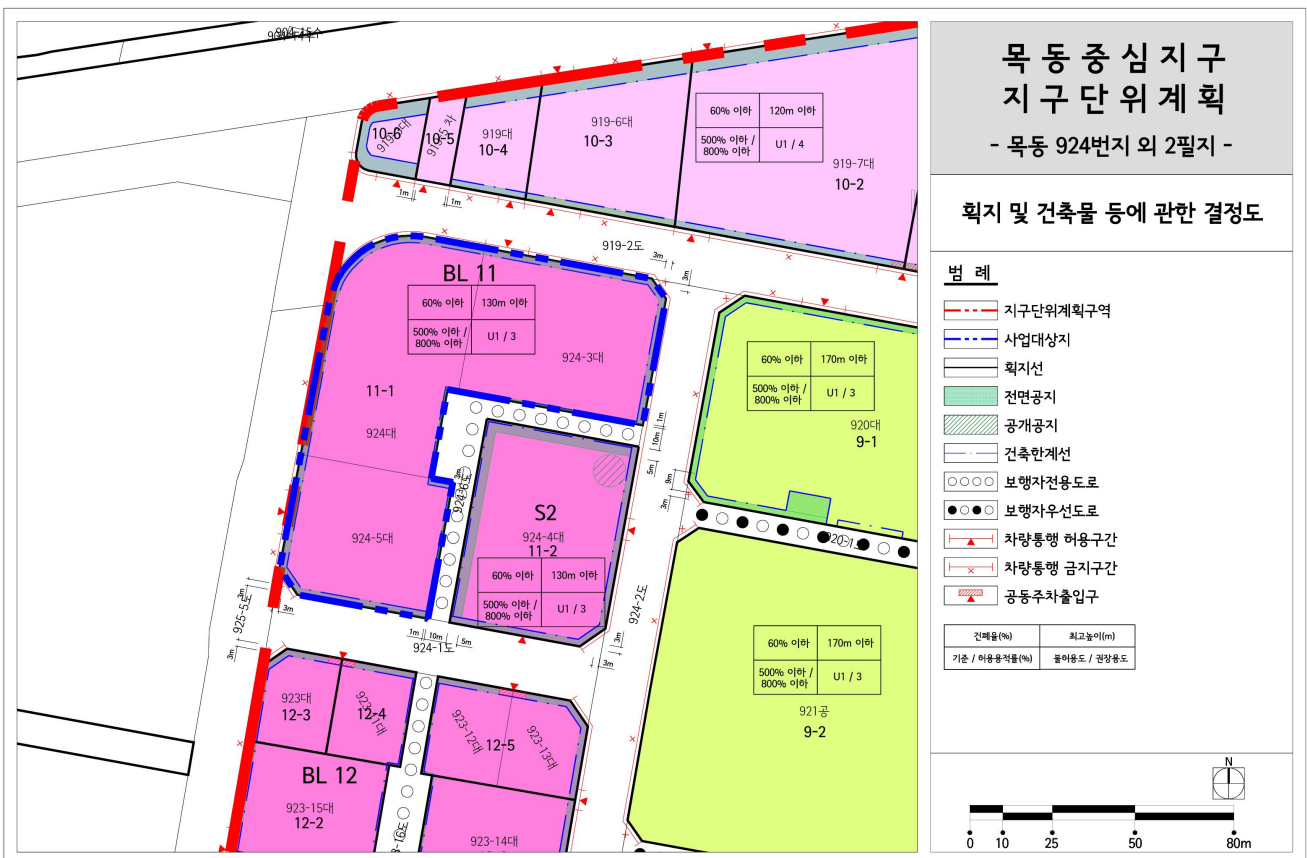 목동중심지구
지구단위계획
- 목동 924번지 외 2필지 -
획지 및 건축물 등에 관한 결정도
범 례
지구단위계획구역
사업대상지
획지선
전면공지
공개공지
건축한계선
보행자전용도로
보행자우선도로
차량통행 허용구간
차량통행 금지구간
공동주차출입구
건폐율(%) 최고높이(m)
기준 / 허용용적률(%) 불허용도 / 권장용도
N
0 10 25 50 80m
10-6
10-5
919대
10-4
919-6대
10-3
60% 이하 120m 이하
500% 이하 / 800% 이하 U1 / 4
919-7대
10-2
1m
1m
919-2도
3m
3m
BL 11
60% 이하 130m 이하
500% 이하 / 800% 이하 U1 / 3
924-3대
11-1
924대
924-5대
1m
10m
5m
3m
924-6도
S2
924-4대
11-2
60% 이하 130m 이하
500% 이하 / 800% 이하 U1 / 3
60% 이하 170m 이하
500% 이하 / 800% 이하 U1 / 3
920대
9-1
9m
3m
920-1도
924-2도
3m
3m
925-5도
3m
3m
3m
1m 10m 5m
924-1도
60% 이하 170m 이하
500% 이하 / 800% 이하 U1 / 3
921공
9-2
923대
12-3
12-4
923-12대
12-5
923-13대
BL 12
923-15대
12-2
923-14대